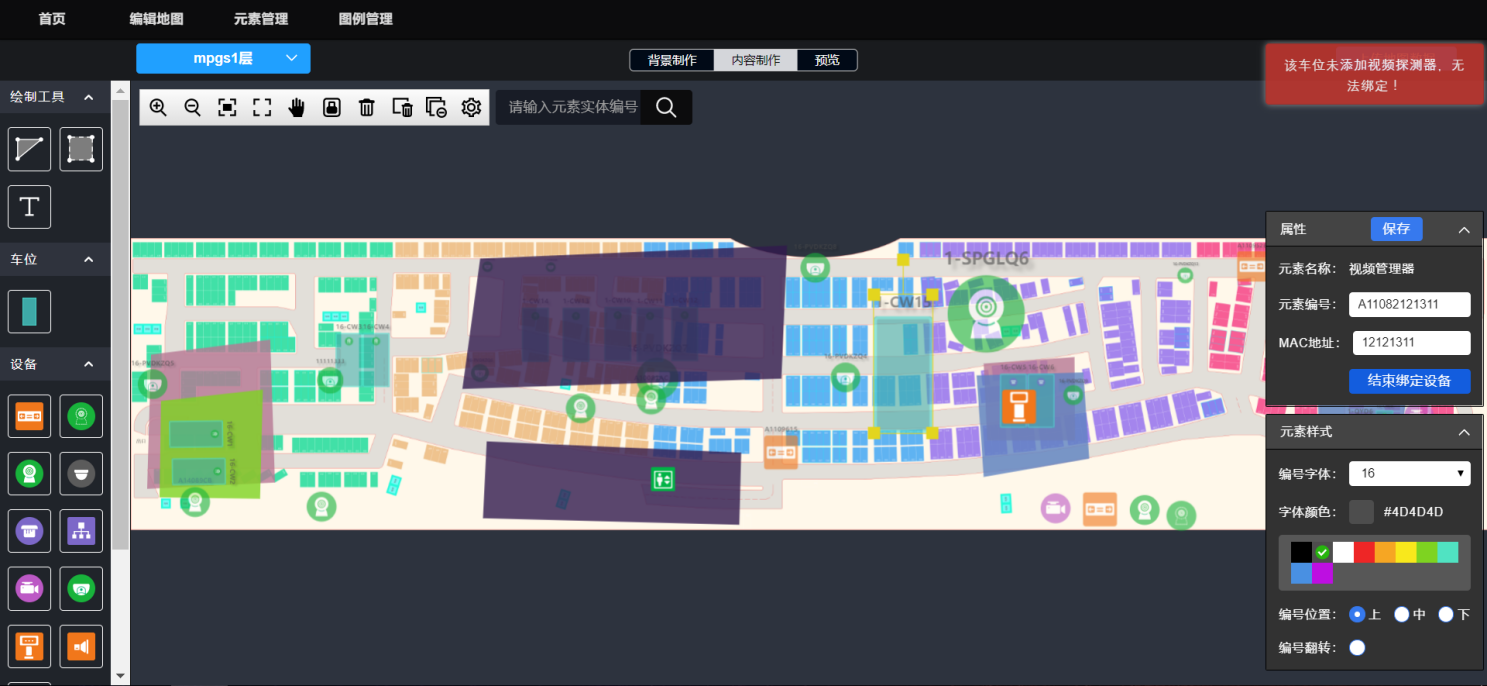 首页
编辑地图
元素管理
图例管理
mpgs1层
背景制作
内容制作
预览
该车位未添加视频探测器，无
法绑定！
绘制工具
请输入元素实体编号
T
车位
设备
1-SPGLQ6
1-CW15
属性
保存
元素名称： 视频管理器
元素编号： A11082121311
MAC地址： 12121311
结束绑定设备
元素样式
编号字体： 16
字体颜色： #4D4D4D
编号位置： 上 中 下
编号翻转：